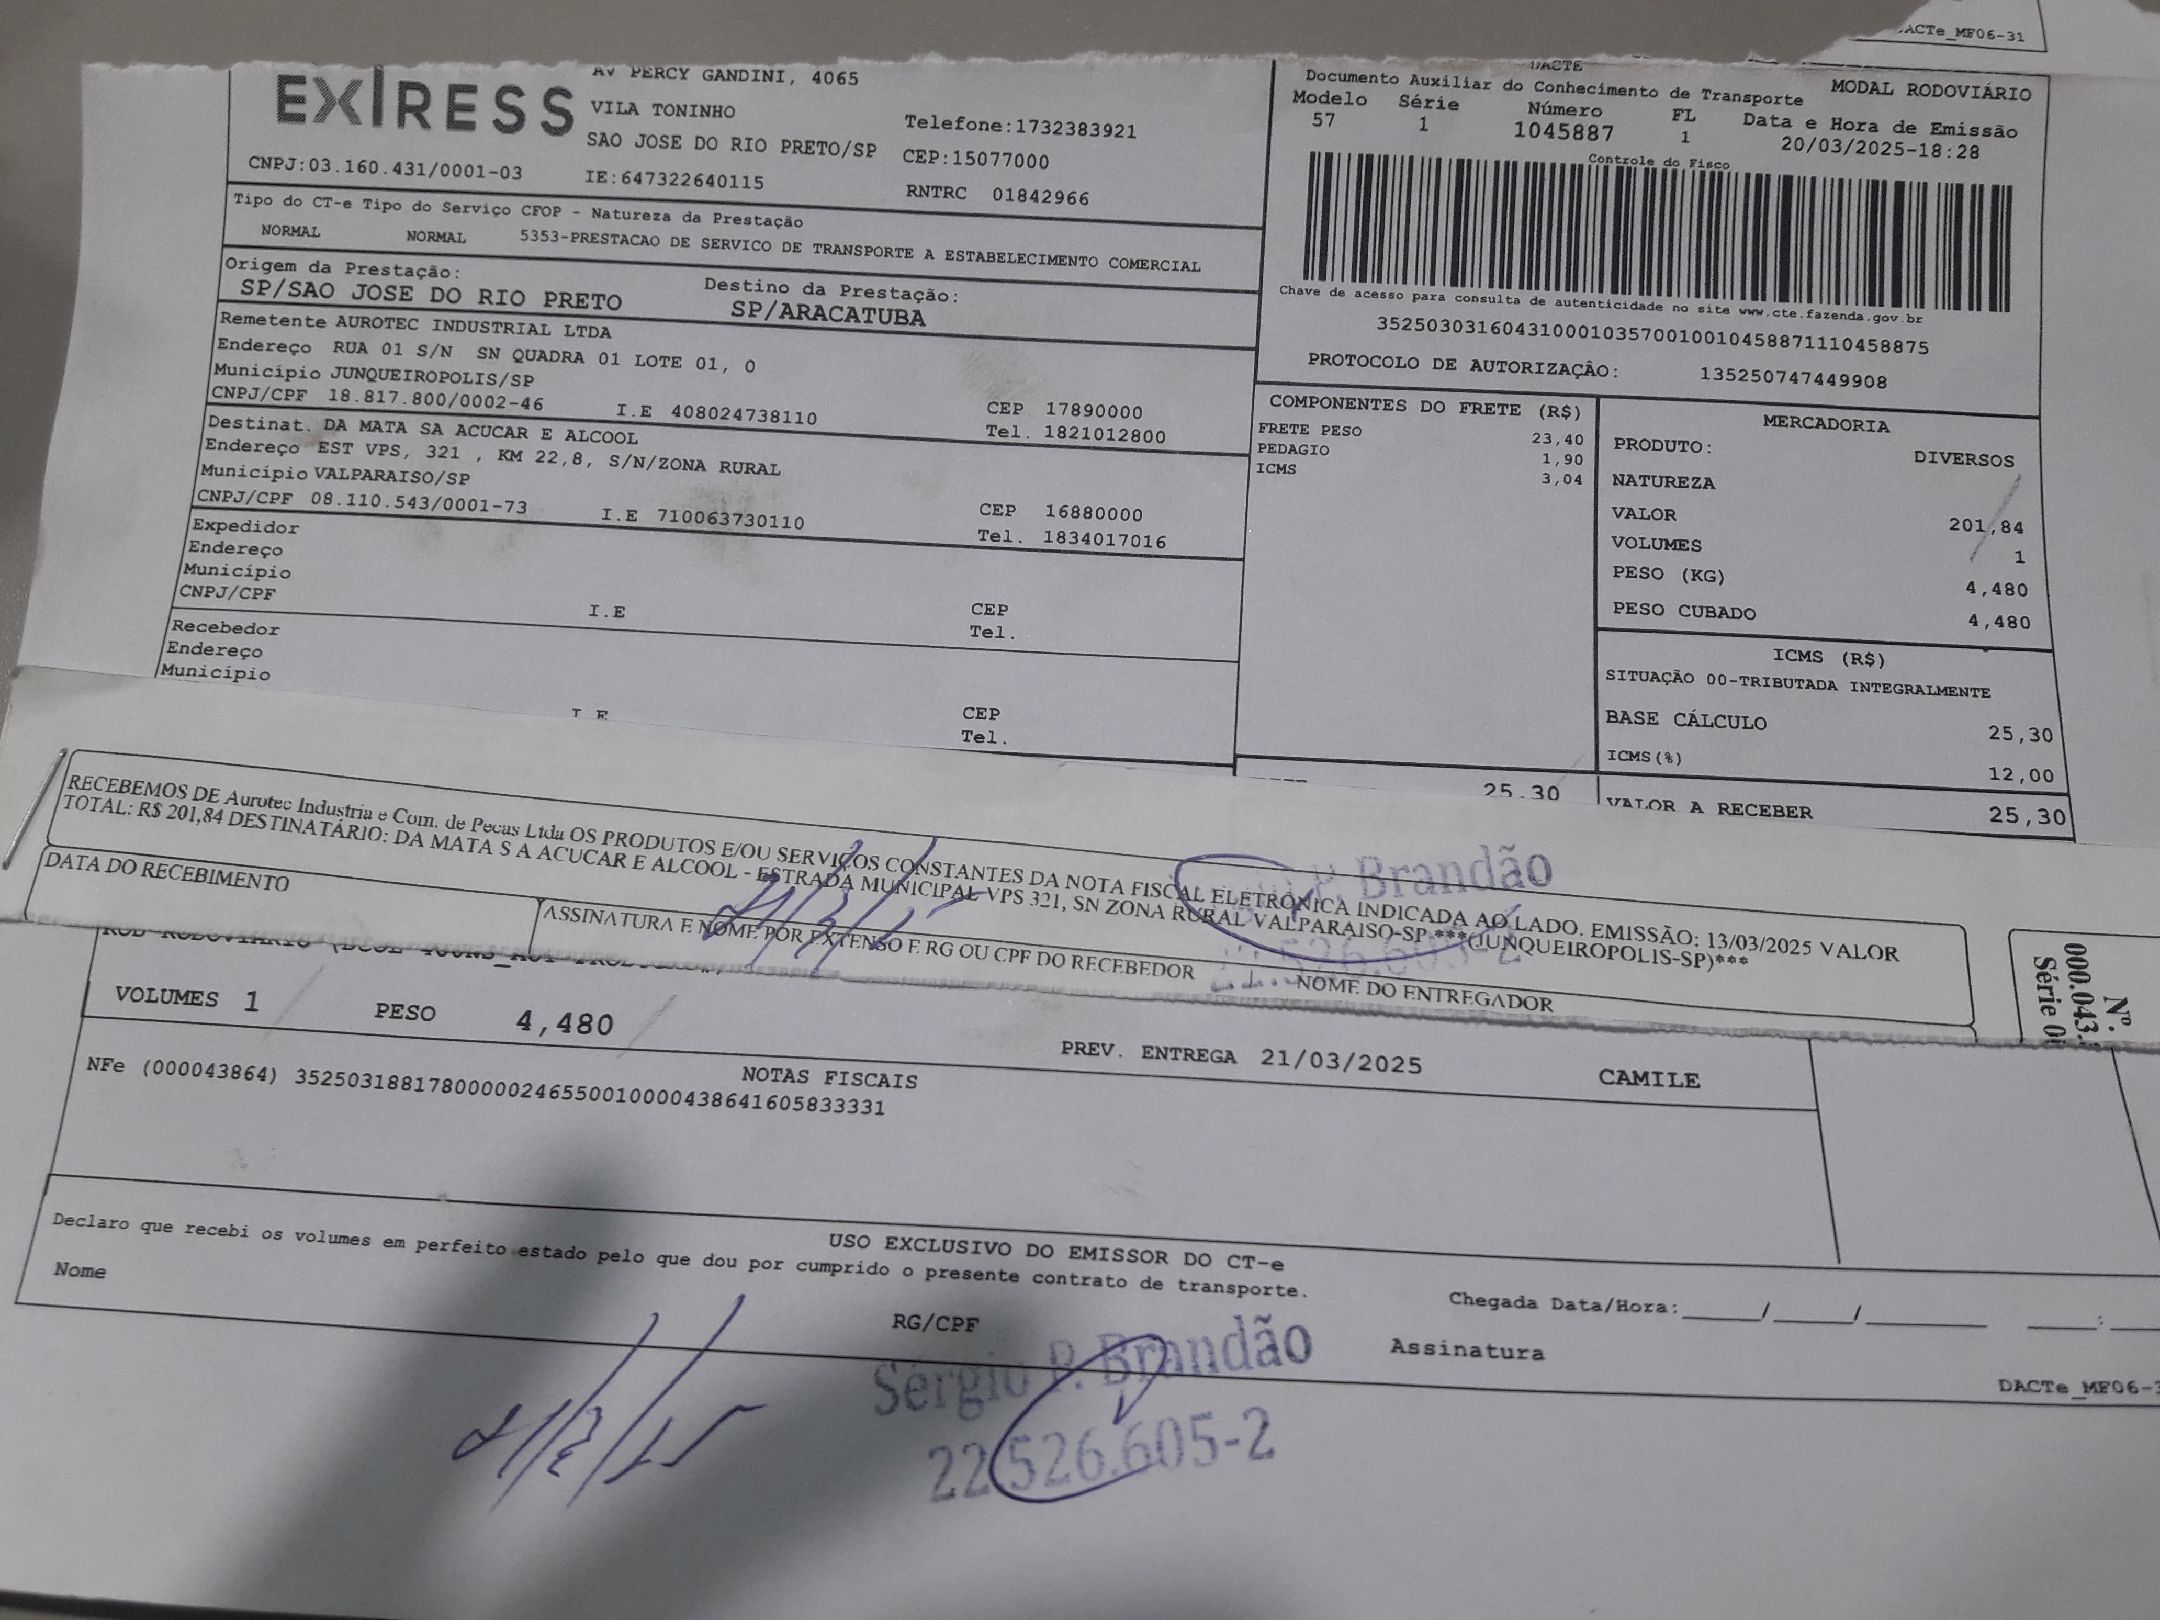 DACTe_MF06-31
EXIRESS
AV PERCY GANDINI, 4065
VILA TONINHO
SAO JOSE DO RIO PRETO/SP
Telefone:1732383921
CEP:15077000
CNPJ:03.160.431/0001-03 IE:647322640115 RNTRC 01842966
DACTE
Documento Auxiliar do Conhecimento de Transporte MODAL RODOVIÁRIO
Modelo Série Número FL Data e Hora de Emissão
57 1 1045887 1 20/03/2025-18:28
Controle do Fisco
Chave de acesso para consulta de autenticidade no site www.cte.fazenda.gov.br
35250303160431000103570010010458871110458875
PROTOCOLO DE AUTORIZAÇÂO: 135250747449908
Tipo do CT-e Tipo do Serviço CFOP - Natureza da Prestação
NORMAL NORMAL 5353-PRESTACAO DE SERVICO DE TRANSPORTE A ESTABELECIMENTO COMERCIAL
Origem da Prestação: Destino da Prestação:
SP/SAO JOSE DO RIO PRETO SP/ARACATUBA
Remetente AUROTEC INDUSTRIAL LTDA
Endereço RUA 01 S/N SN QUADRA 01 LOTE 01, 0
Município JUNQUEIROPOLIS/SP CEP 17890000
CNPJ/CPF 18.817.800/0002-46 I.E 408024738110 Tel. 1821012800
Destinat. DA MATA SA ACUCAR E ALCOOL
Endereço EST VPS, 321 , KM 22,8, S/N/ZONA RURAL
Município VALPARAISO/SP CEP 16880000
CNPJ/CPF 08.110.543/0001-73 I.E 710063730110 Tel. 1834017016
Expedidor
Endereço
Município CEP
CNPJ/CPF I.E Tel.
Recebedor
Endereço
Município CEP
I.E Tel.
COMPONENTES DO FRETE (R$)
FRETE PESO 23,40
PEDAGIO 1,90
ICMS 3,04
25,30
MERCADORIA
PRODUTO: DIVERSOS
NATUREZA
VALOR 201,84
VOLUMES 1
PESO (KG) 4,480
PESO CUBADO 4,480
ICMS (R$)
SITUAÇÃO 00-TRIBUTADA INTEGRALMENTE
BASE CÁLCULO 25,30
ICMS(%) 12,00
VALOR A RECEBER 25,30
RECEBEMOS DE Aurotec Industria e Com. de Pecas Ltda OS PRODUTOS E/OU SERVIÇOS CONSTANTES DA NOTA FISCAL ELETRÔNICA INDICADA AO LADO. EMISSÃO: 13/03/2025 VALOR
TOTAL: R$ 201,84 DESTINATÁRIO: DA MATA S A ACUCAR E ALCOOL - ESTRADA MUNICIPAL VPS 321, SN ZONA RURAL VALPARAISO-SP ***(JUNQUEIROPOLIS-SP)***
DATA DO RECEBIMENTO
ASSINATURA E NOME POR EXTENSO E RG OU CPF DO RECEBEDOR
NOME DO ENTREGADOR
P. Brandão
Nº.
000.043.
Série 0
VOLUMES 1 PESO 4,480 PREV. ENTREGA 21/03/2025 CAMILE
NOTAS FISCAIS
NFe (000043864) 35250318817800000246550010000438641605833331
USO EXCLUSIVO DO EMISSOR DO CT-e
Declaro que recebi os volumes em perfeito estado pelo que dou por cumprido o presente contrato de transporte.
Nome RG/CPF Chegada Data/Hora:_____/_____/_______ ____:
Assinatura
Sérgio P. Brandão
22.526.605-2
DACTe_MF06-3